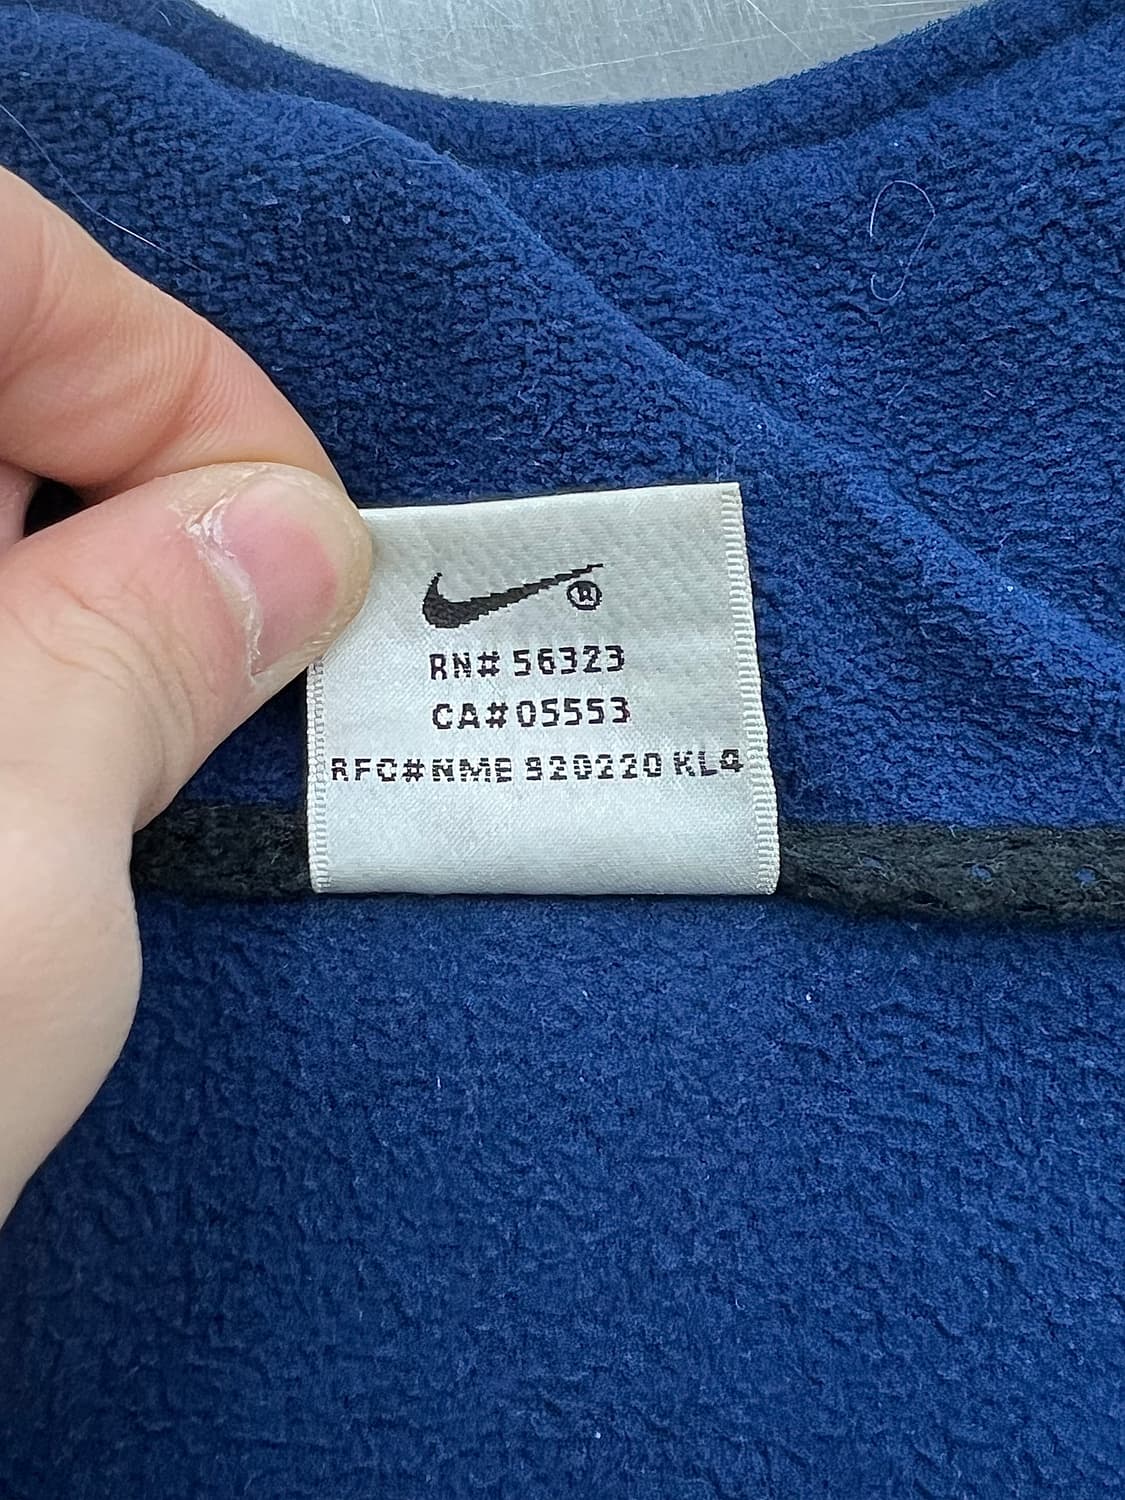 ®
RN# 56323
CA# 05553
RFC# NME 920220 KL4